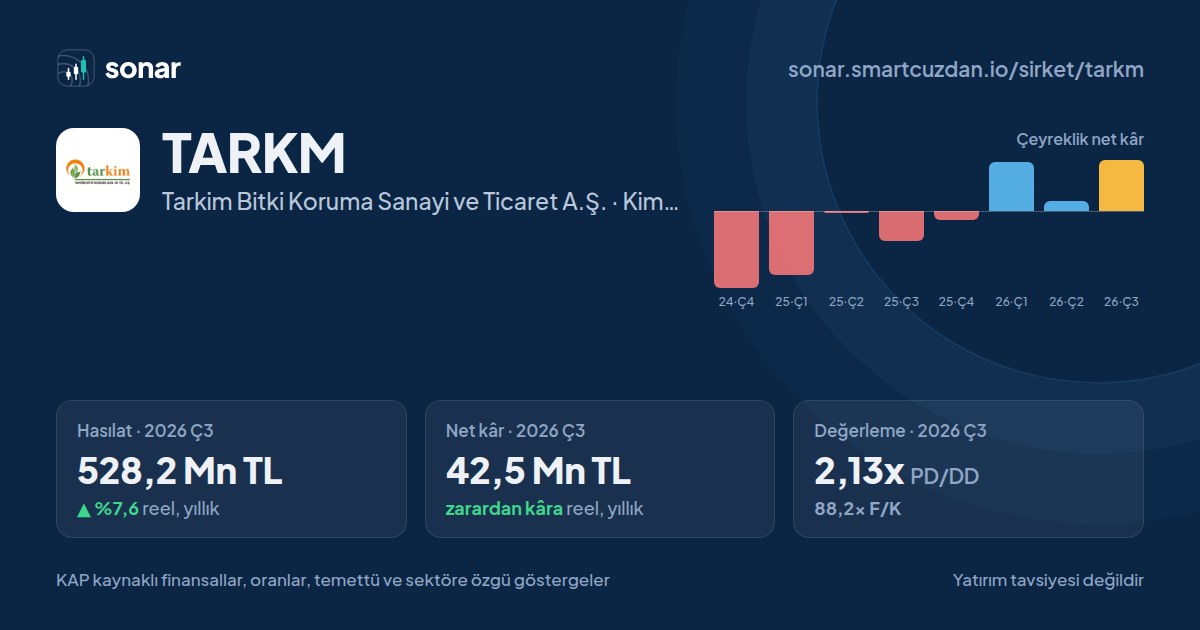 sonar
sonar.smartcuzdan.io/sirket/tarkm
tarkim
TARKM
Tarkim Bitki Koruma Sanayi ve Ticaret A.Ş. · Kim...
Çeyreklik net kâr
24-Ç4 25-Ç1 25-Ç2 25-Ç3 25-Ç4 26-Ç1 26-Ç2 26-Ç3
Hasılat · 2026 Ç3
528,2 Mn TL
▲ %7,6 reel, yıllık
Net kâr · 2026 Ç3
42,5 Mn TL
zarardan kâra reel, yıllık
Değerleme · 2026 Ç3
2,13x PD/DD
88,2× F/K
KAP kaynaklı finansallar, oranlar, temettü ve sektöre özgü göstergeler
Yatırım tavsiyesi değildir